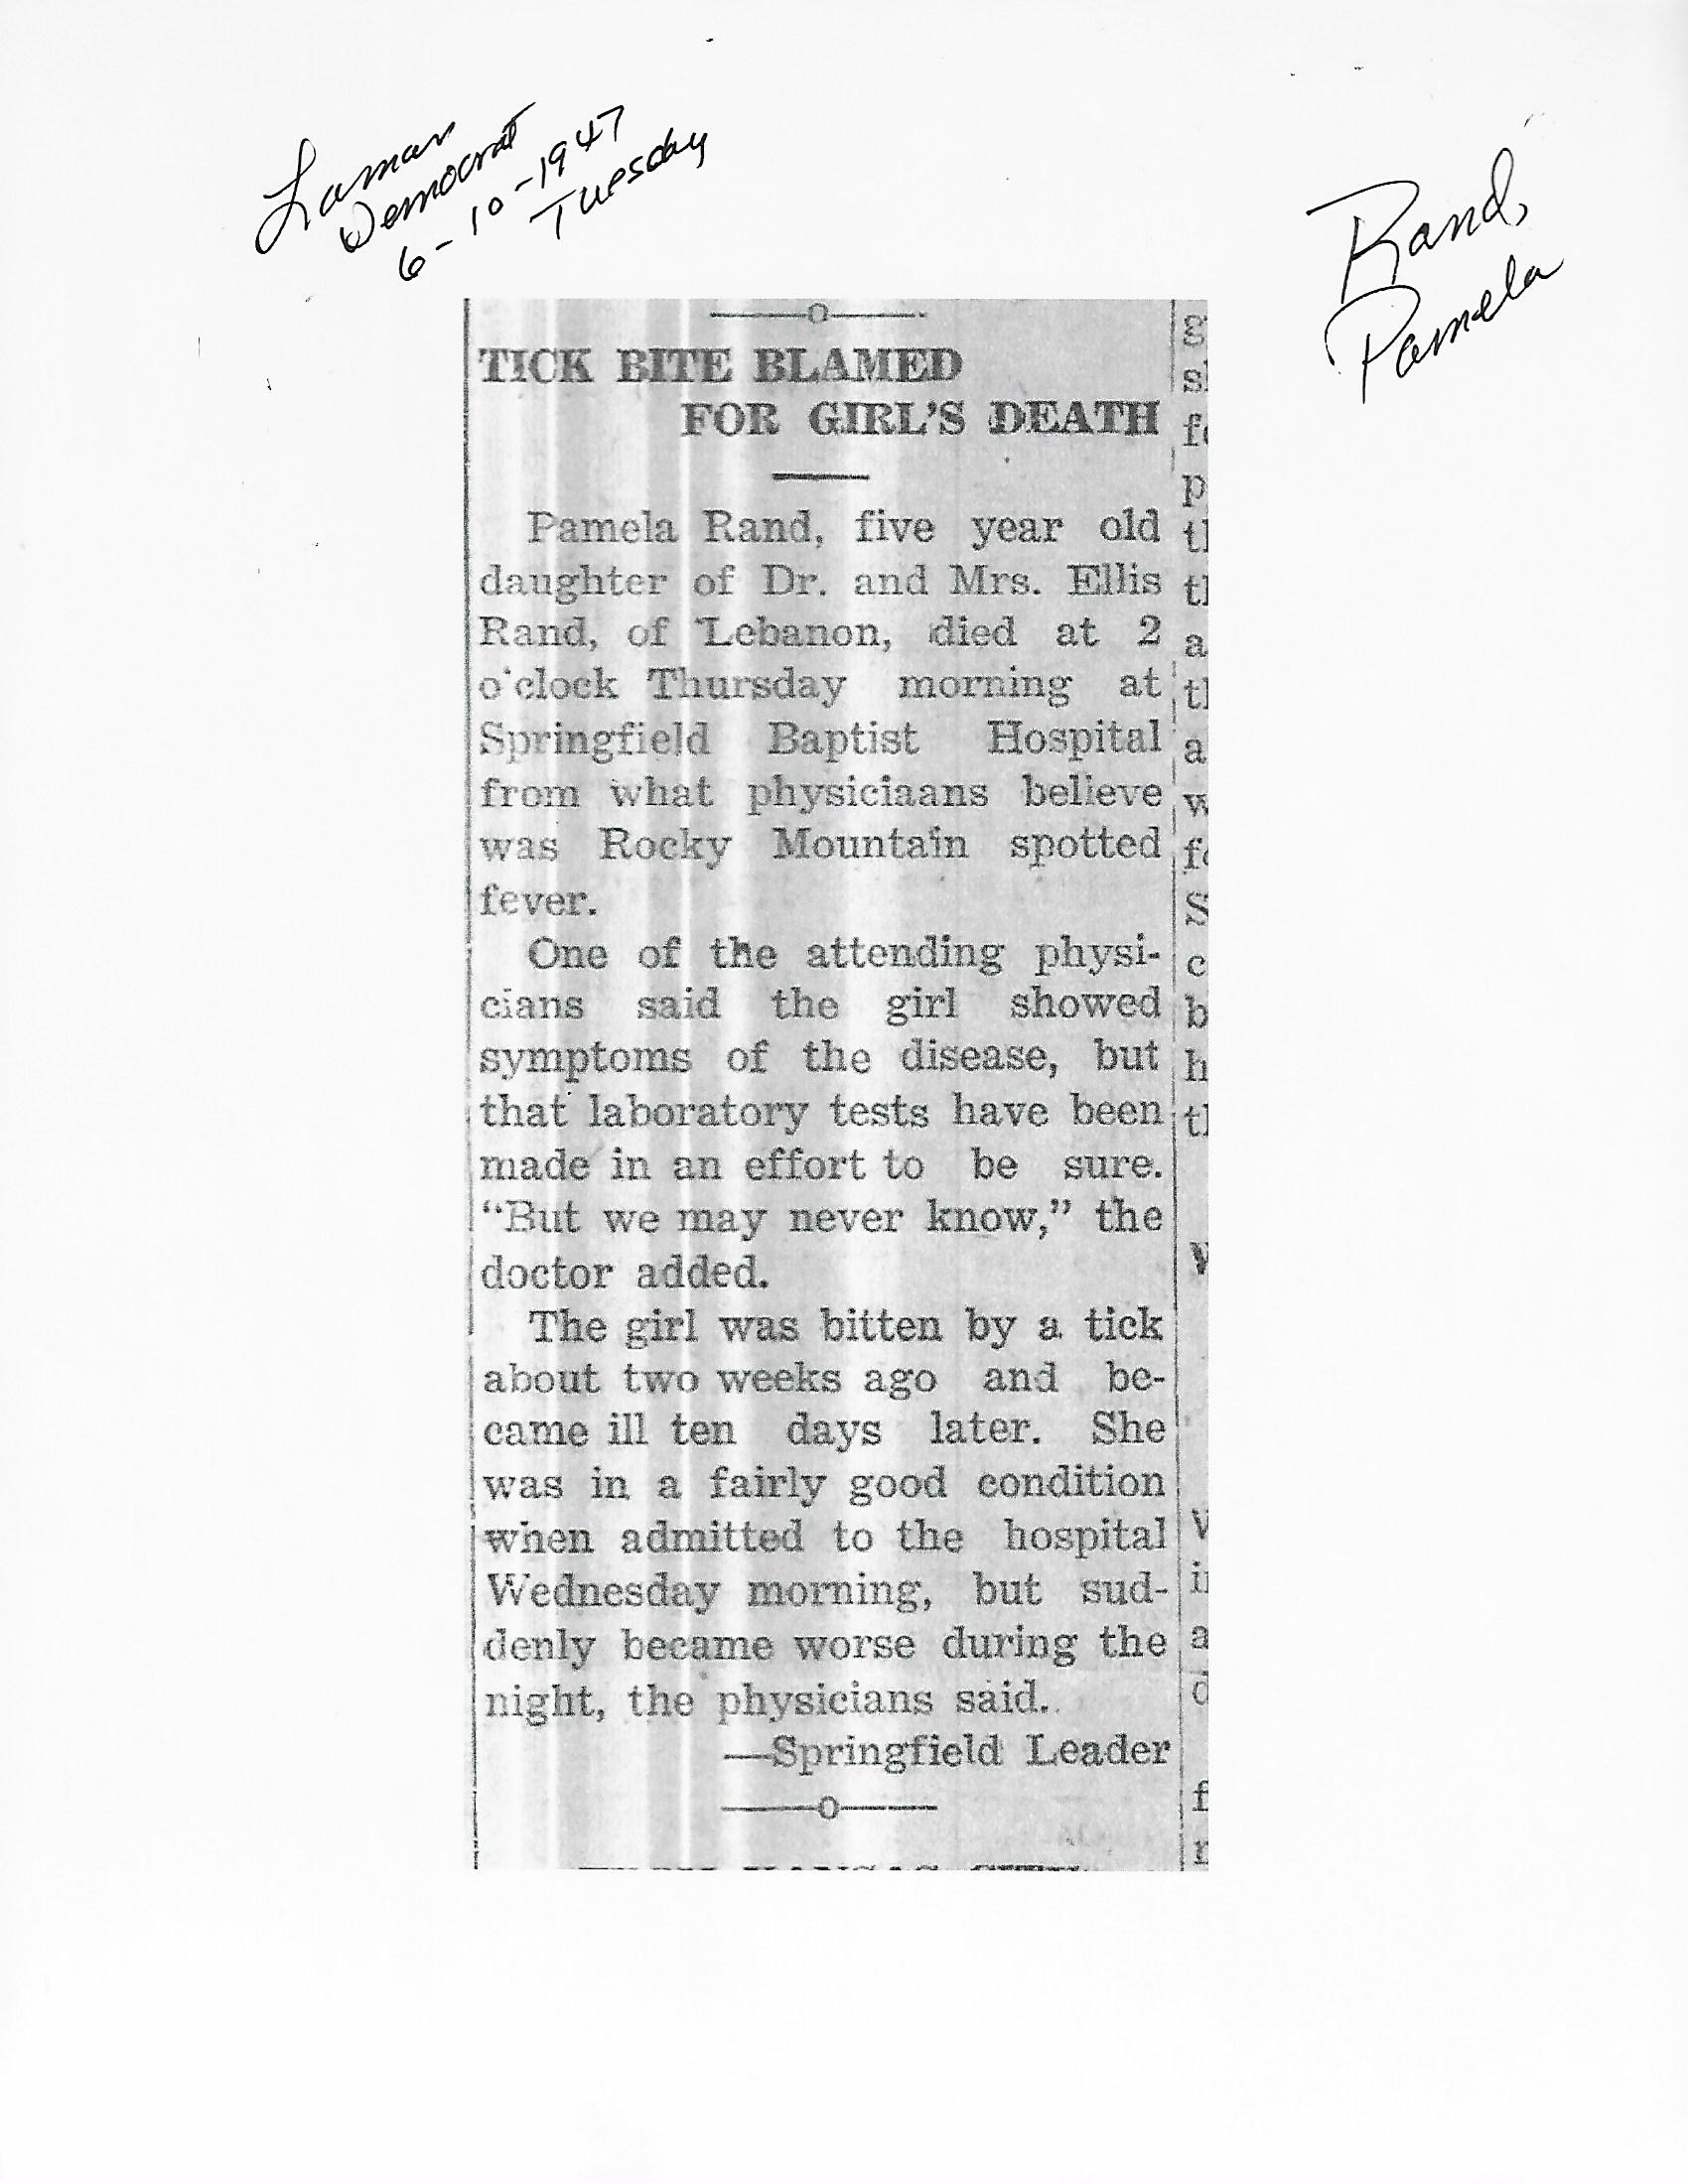 Lamar
Democrat
6-10-1947
Tuesday
Rand,
Pamela
TICK BITE BLAMED
FOR GIRL'S DEATH
Pamela Rand, five year old
daughter of Dr. and Mrs. Ellis
Rand, of Lebanon, died at 2
o'clock Thursday morning at
Springfield Baptist Hospital
from what physiciaans believe
was Rocky Mountain spotted
fever.
One of the attending physi-
cians said the girl showed
symptoms of the disease, but
that laboratory tests have been
made in an effort to be sure.
"But we may never know," the
doctor added.
The girl was bitten by a tick
about two weeks ago and be-
came ill ten days later. She
was in a fairly good condition
when admitted to the hospital
Wednesday morning, but sud-
denly became worse during the
night, the physicians said.
—Springfield Leader